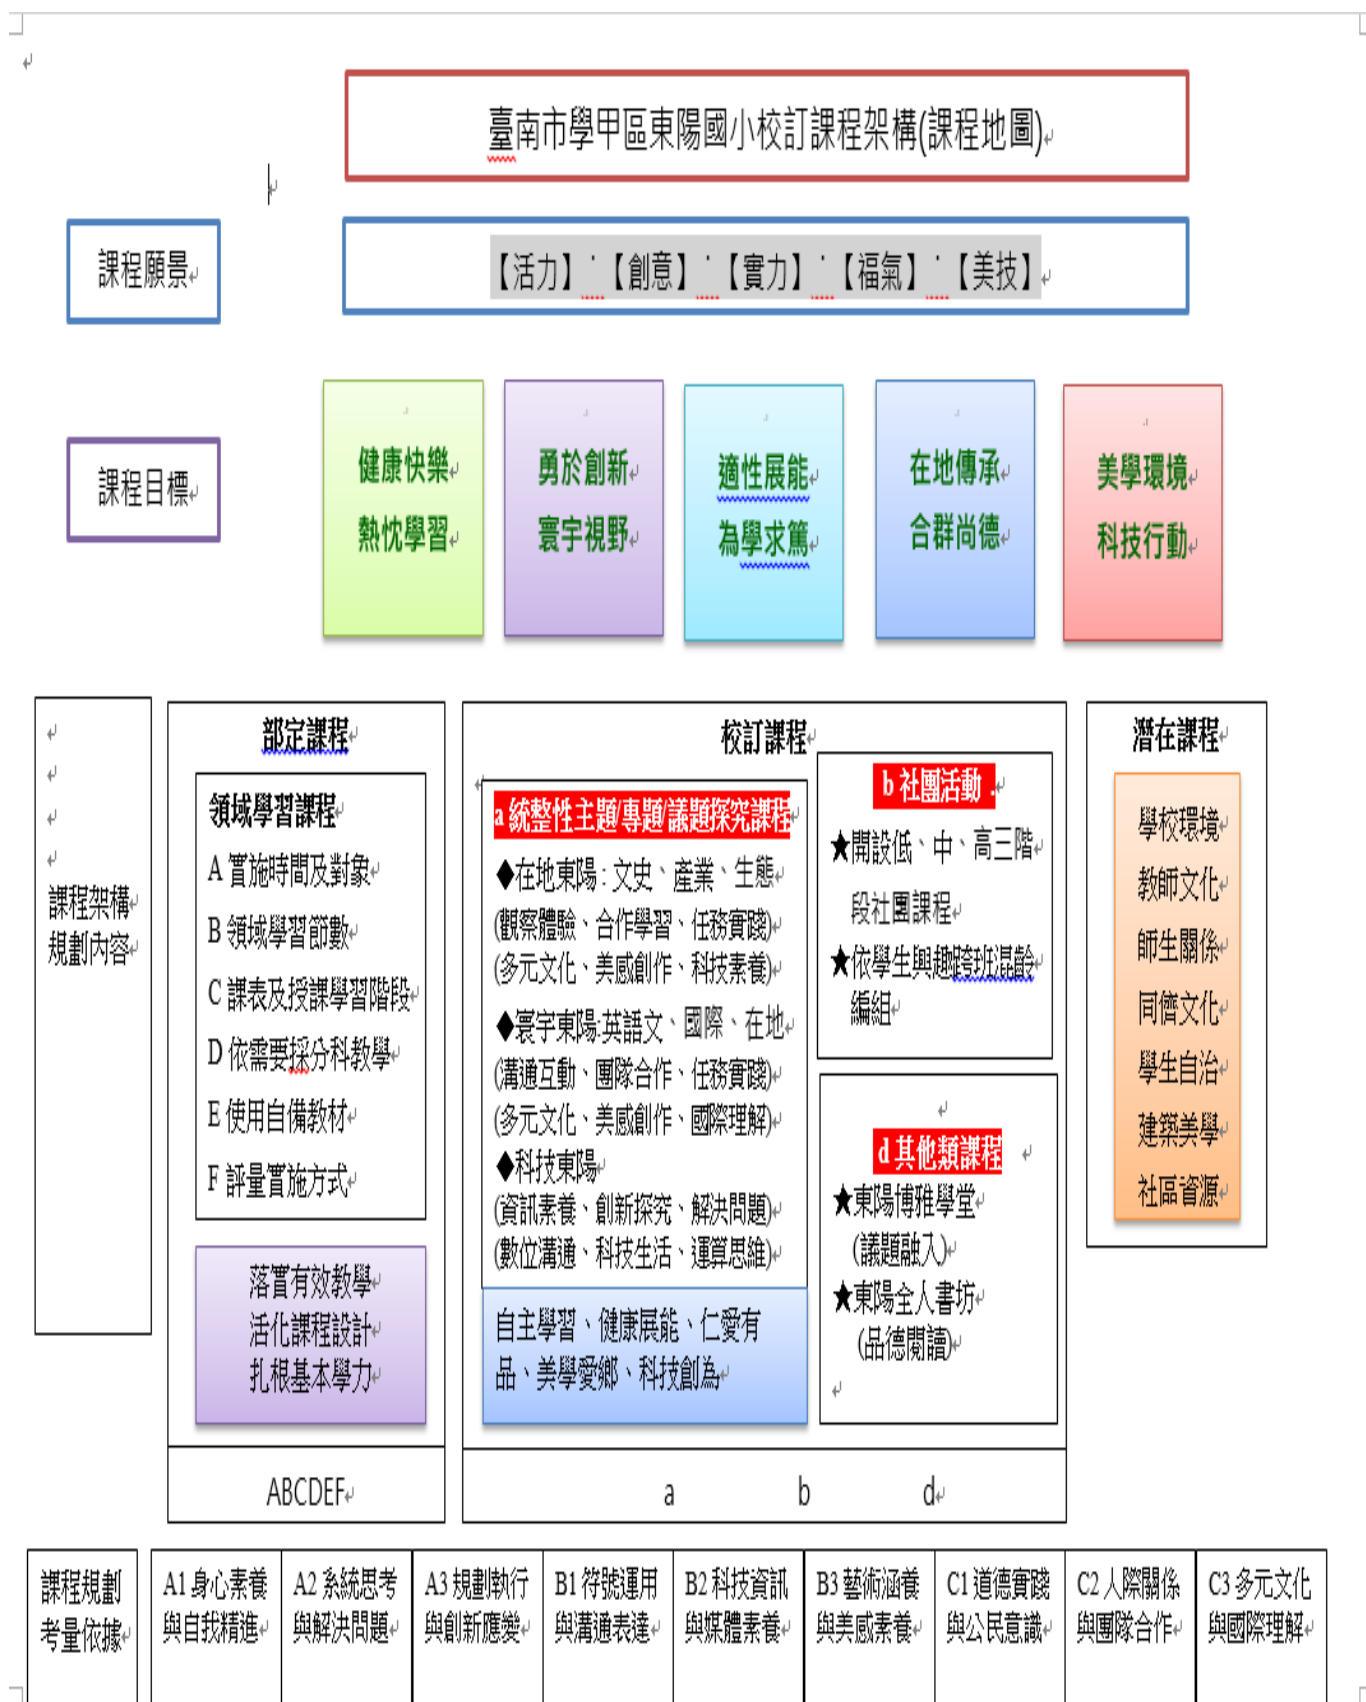 臺南市學甲區東陽國小校訂課程架構(課程地圖)
課程願景
【活力】˙【創意】˙【實力】˙【福氣】˙【美技】
課程目標
健康快樂
熱忱學習
勇於創新
寰宇視野
適性展能
為學求篤
在地傳承
合群尚德
美學環境
科技行動
課程架構
規劃內容
部定課程
領域學習課程
A 實施時間及對象
B 領域學習節數
C 課表及授課學習階段
D 依需要採分科教學
E 使用自備教材
F 評量實施方式
落實有效教學
活化課程設計
扎根基本學力
ABCDEF
校訂課程
a 統整性主題/專題/議題探究課程
◆在地東陽：文史、產業、生態
(觀察體驗、合作學習、任務實踐)
(多元文化、美感創作、科技素養)
◆寰宇東陽:英語文、國際、在地
(溝通互動、團隊合作、任務實踐)
(多元文化、美感創作、國際理解)
◆科技東陽
(資訊素養、創新探究、解決問題)
(數位溝通、科技生活、運算思維)
自主學習、健康展能、仁愛有
品、美學愛鄉、科技創為
b 社團活動 .
★開設低、中、高三階
段社團課程
★依學生興趣跨班混齡
編組
d 其他類課程
★東陽博雅學堂
(議題融入)
★東陽全人書坊
(品德閱讀)
a b d
潛在課程
學校環境
教師文化
師生關係
同儕文化
學生自治
建築美學
社區資源
課程規劃
考量依據
A1 身心素養
與自我精進
A2 系統思考
與解決問題
A3 規劃執行
與創新應變
B1 符號運用
與溝通表達
B2 科技資訊
與媒體素養
B3 藝術涵養
與美感素養
C1 道德實踐
與公民意識
C2 人際關係
與團隊合作
C3 多元文化
與國際理解